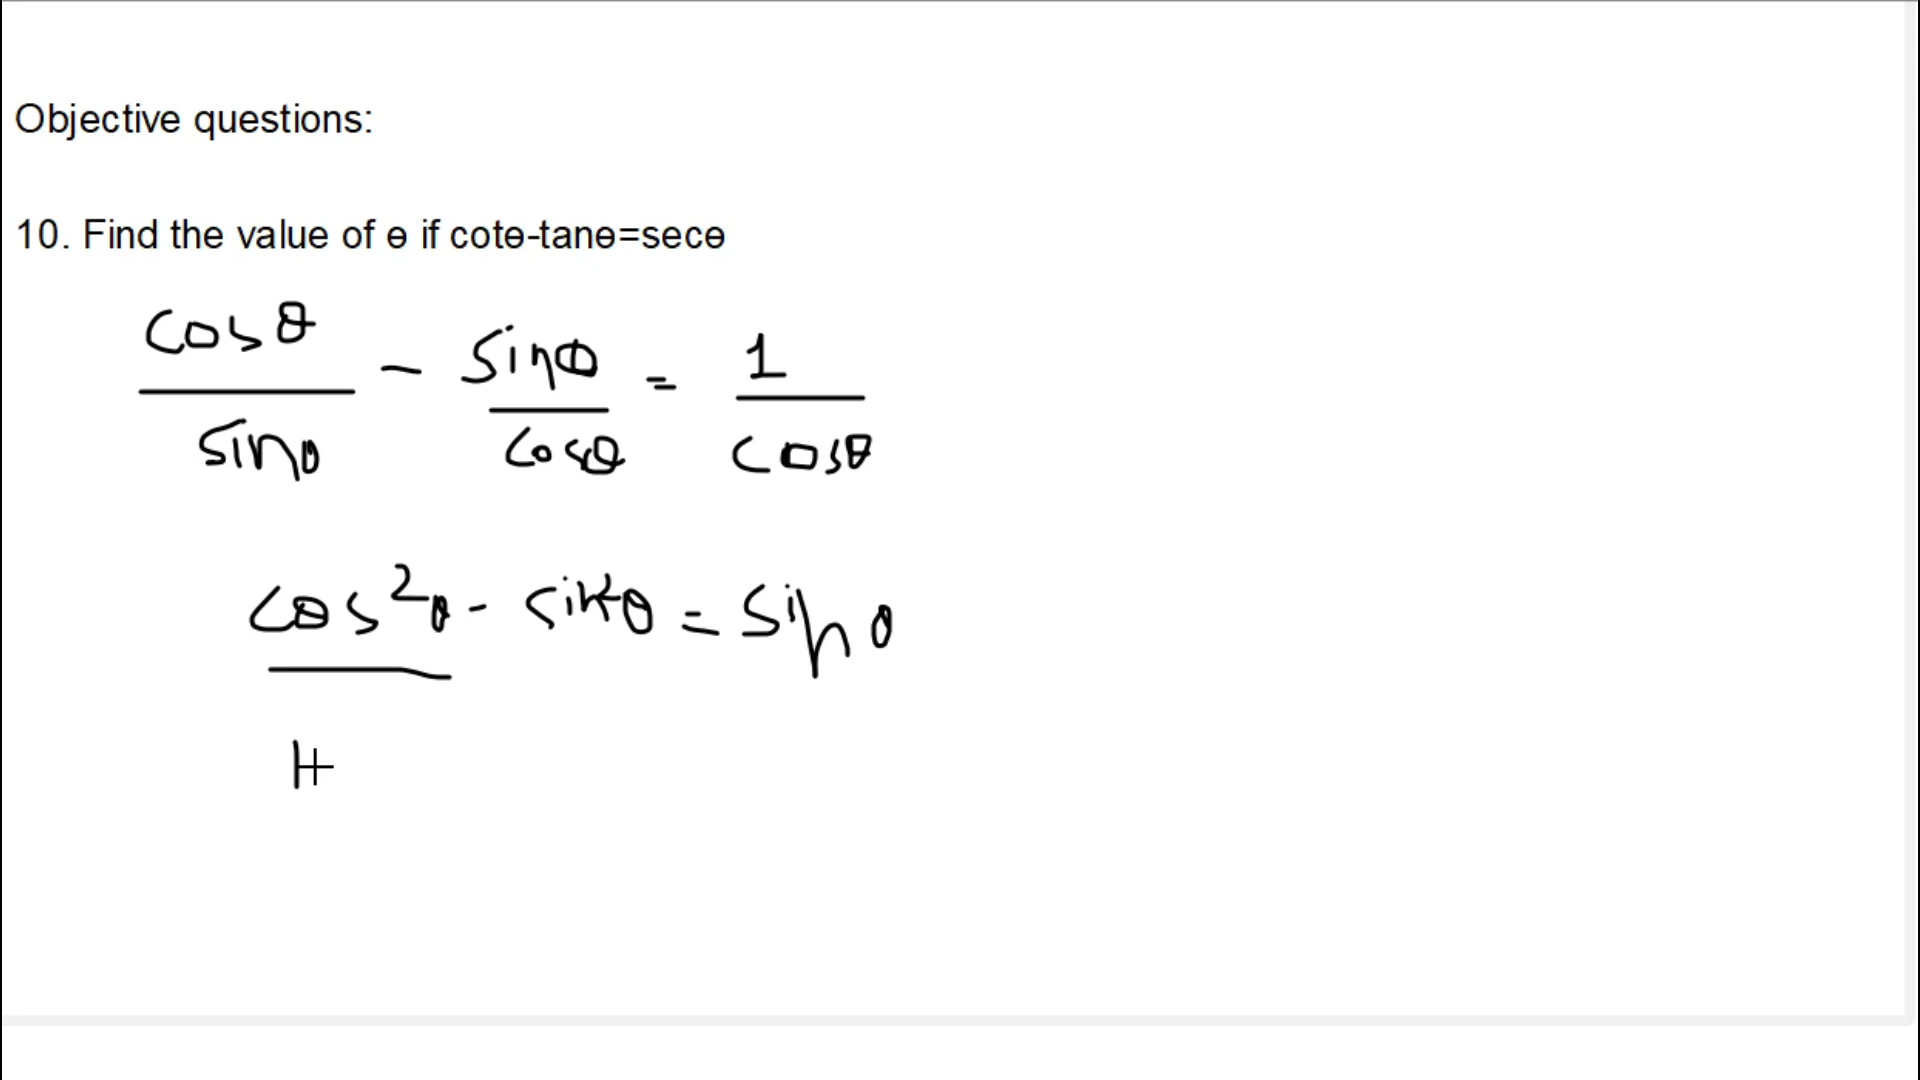 Objective questions:
10. Find the value of ɵ if cotɵ-tanɵ=secɵ
cosθ/sinθ - sinθ/cosθ = 1/cosθ
cos²θ - sin²θ = sinθ
1